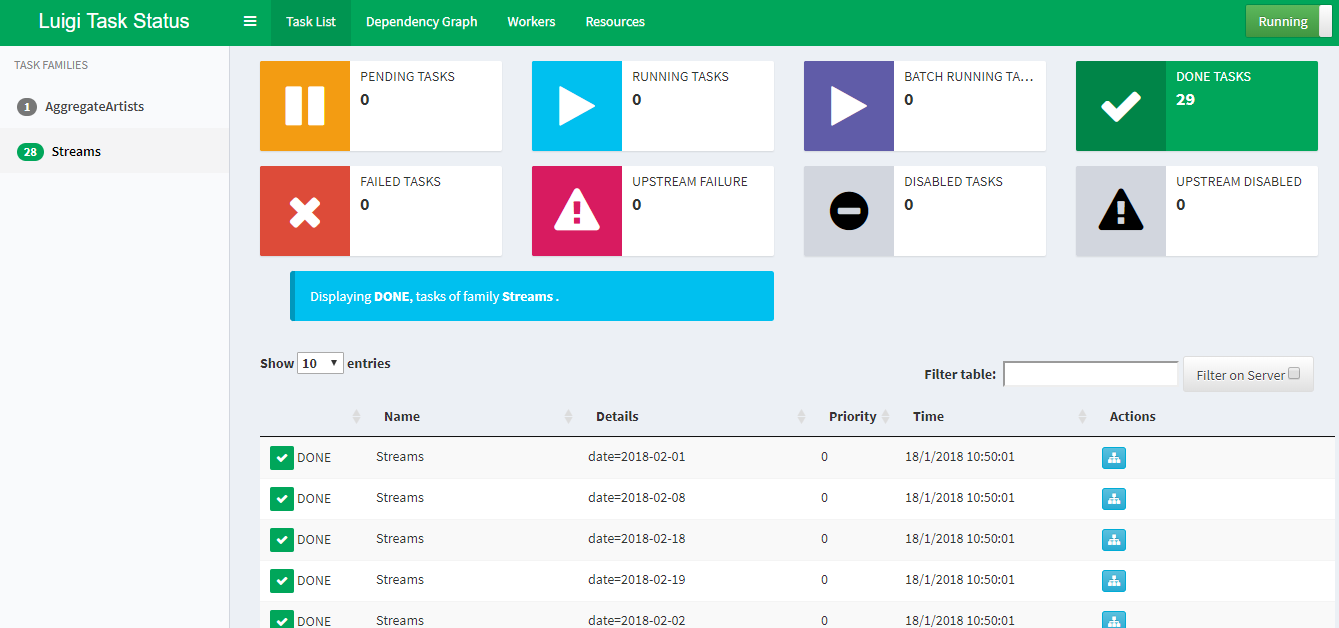 Luigi Task Status
Task List
Dependency Graph
Workers
Resources
Running
TASK FAMILIES
1 AggregateArtists
28 Streams
PENDING TASKS
0
RUNNING TASKS
0
BATCH RUNNING TA...
0
DONE TASKS
29
FAILED TASKS
0
UPSTREAM FAILURE
0
DISABLED TASKS
0
UPSTREAM DISABLED
0
Displaying DONE, tasks of family Streams .
Show 10 entries
Filter table:
Filter on Server
Name Details Priority Time Actions
DONE Streams date=2018-02-01 0 18/1/2018 10:50:01
DONE Streams date=2018-02-08 0 18/1/2018 10:50:01
DONE Streams date=2018-02-18 0 18/1/2018 10:50:01
DONE Streams date=2018-02-19 0 18/1/2018 10:50:01
DONE Streams date=2018-02-02 0 18/1/2018 10:50:01